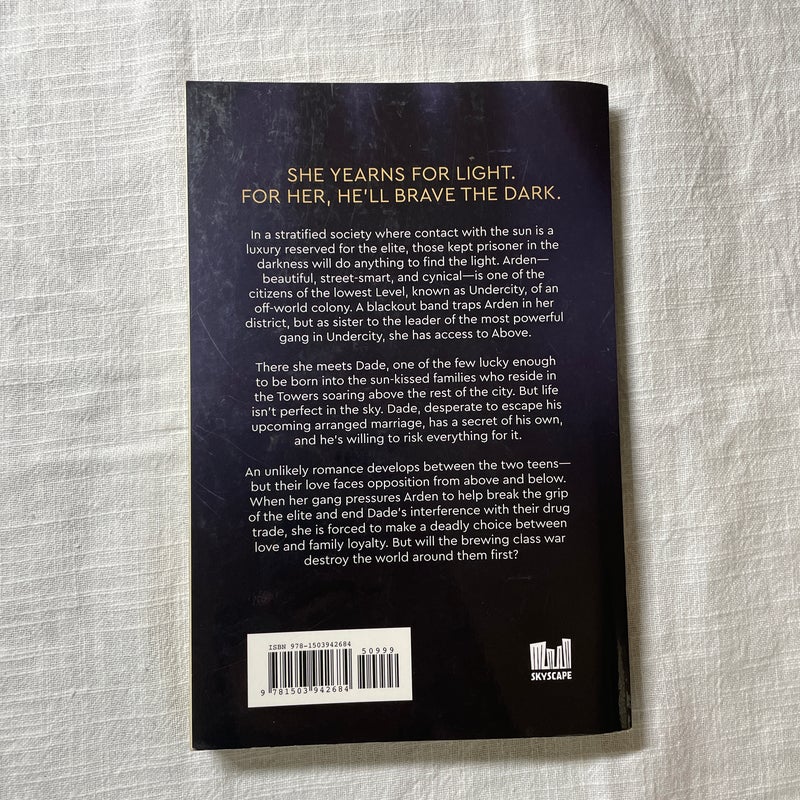 SHE YEARNS FOR LIGHT.
FOR HER, HE'LL BRAVE THE DARK.
In a stratified society where contact with the sun is a
luxury reserved for the elite, those kept prisoner in the
darkness will do anything to find the light. Arden—
beautiful, street-smart, and cynical—is one of the
citizens of the lowest Level, known as Undercity, of an
off-world colony. A blackout band traps Arden in her
district, but as sister to the leader of the most powerful
gang in Undercity, she has access to Above.
There she meets Dade, one of the few lucky enough
to be born into the sun-kissed families who reside in
the Towers soaring above the rest of the city. But life
isn't perfect in the sky. Dade, desperate to escape his
upcoming arranged marriage, has a secret of his own,
and he's willing to risk everything for it.
An unlikely romance develops between the two teens—
but their love faces opposition from above and below.
When her gang pressures Arden to help break the grip
of the elite and end Dade's interference with their drug
trade, she is forced to make a deadly choice between
love and family loyalty. But will the brewing class war
destroy the world around them first?
ISBN 978-1503942684
50999
9 781503 942684
SKYSCAPE